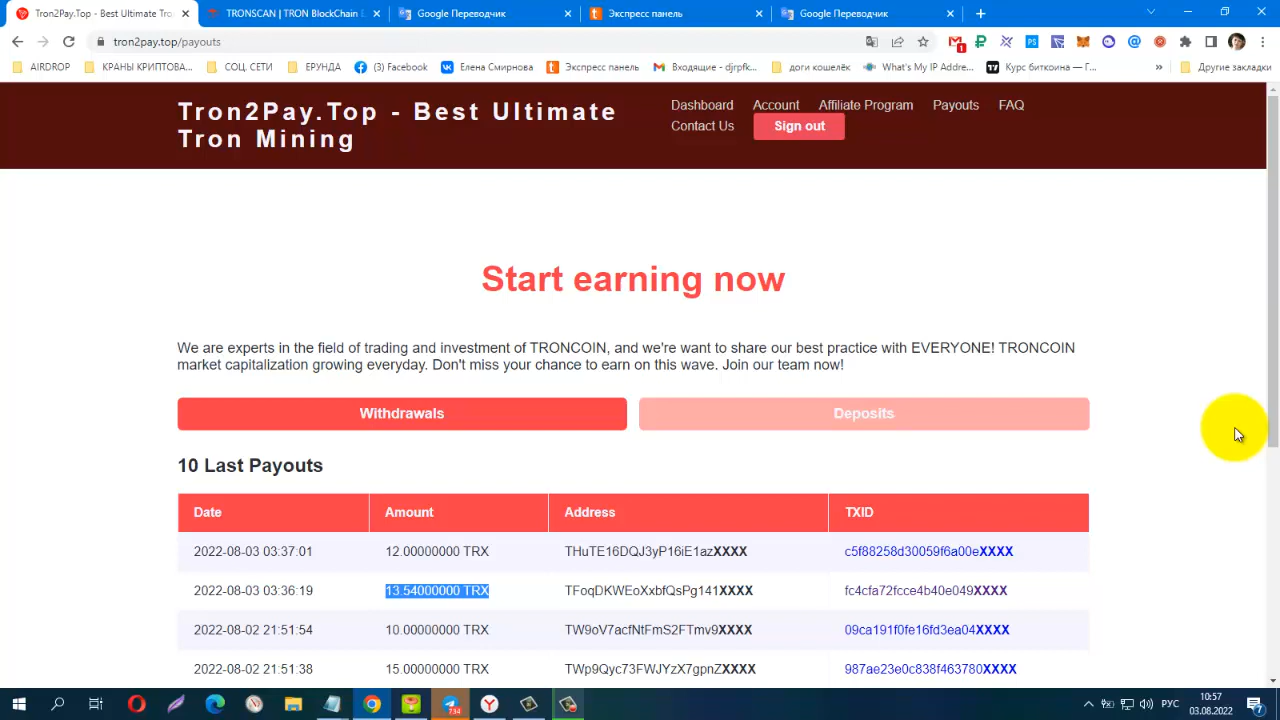 Tron2Pay.Top - Best Ultimate Tro
TRONSCAN | TRON BlockChain
Google Переводчик
Экспресс панель
Google Переводчик
tron2pay.top/payouts
1
PS
AIRDROP
КРАНЫ КРИПТОВА...
СОЦ. СЕТИ
ЕРУНДА
(3) Facebook
Елена Смирнова
Экспресс панель
Входящие - djrpfk...
доги кошелёк
What's My IP Addre...
Курс биткоина — Г...
»
Другие закладки
Tron2Pay.Top - Best Ultimate
Tron Mining
Dashboard Account Affiliate Program Payouts FAQ
Contact Us Sign out
Start earning now
We are experts in the field of trading and investment of TRONCOIN, and we're want to share our best practice with EVERYONE! TRONCOIN
market capitalization growing everyday. Don't miss your chance to earn on this wave. Join our team now!
Withdrawals Deposits
10 Last Payouts
Date Amount Address TXID
2022-08-03 03:37:01 12.00000000 TRX THuTE16DQJ3yP16iE1azXXXX c5f88258d30059f6a00eXXXX
2022-08-03 03:36:19 13.54000000 TRX TFoqDKWEoXxbfQsPg141XXXX fc4cfa72fcce4b40e049XXXX
2022-08-02 21:51:54 10.00000000 TRX TW9oV7acfNtFmS2FTmv9XXXX 09ca191f0fe16fd3ea04XXXX
2022-08-02 21:51:38 15.00000000 TRX TWp9Qyc73FWJYzX7gpnZXXXX 987ae23e0c838f463780XXXX
734
РУС
10:57
03.08.2022